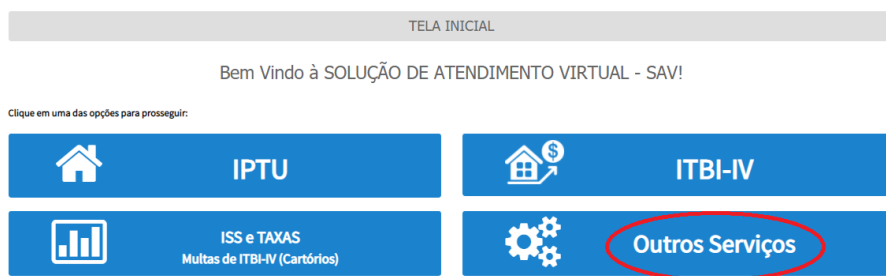 TELA INICIAL
Bem Vindo à SOLUÇÃO DE ATENDIMENTO VIRTUAL - SAV!
Clique em uma das opções para prosseguir:
IPTU
$
ITBI-IV
ISS e TAXAS
Multas de ITBI-IV (Cartórios)
Outros Serviços